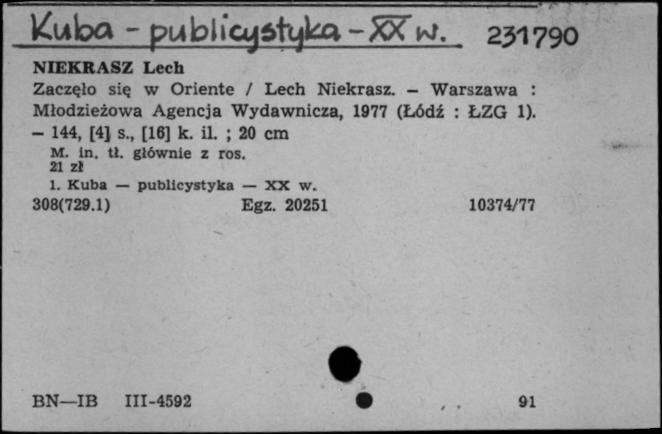 Kuba - publicystyka - XX w. 231790
NIEKRASZ Lech
Zaczęło się w Oriente / Lech Niekrasz. — Warszawa :
Młodzieżowa Agencja Wydawnicza, 1977 (Łódź : ŁZG 1).
— 144, [4] s., [16] k. il. ; 20 cm
M. in. tł. głównie z ros.
21 zł
1. Kuba — publicystyka — XX w.
308(729.1) Egz. 20251 10374/77
BN—IB III-4592 91